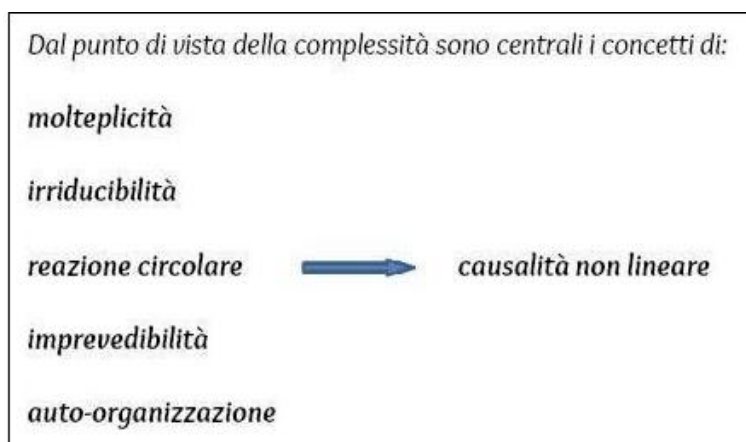 Dal punto di vista della complessità sono centrali i concetti di:
molteplicità
irriducibilità
reazione circolare causalità non lineare
imprevedibilità
auto-organizzazione